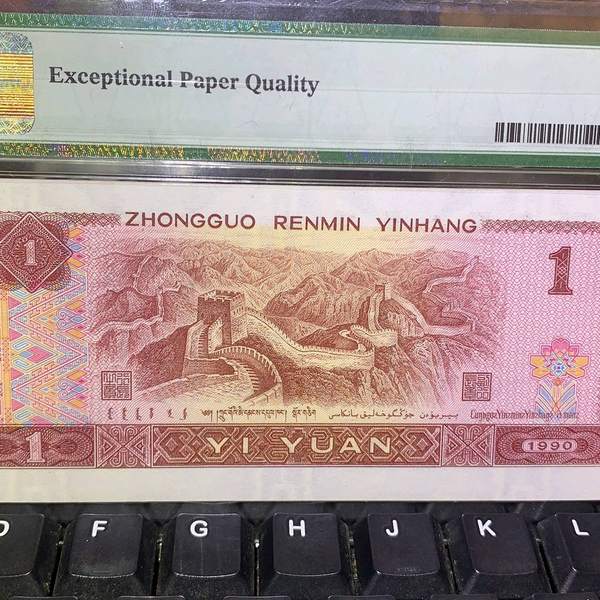 Exceptional Paper Quality
ZHONGGUO RENMIN YINHANG
1
1
1
YI YUAN
1990
D F G H J K L